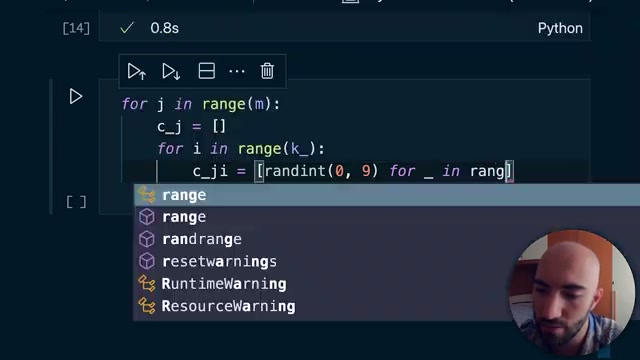 [14] 0.8s Python
for j in range(m):
c_j = []
for i in range(k_):
c_ji = [randint(0, 9) for _ in rang]
[ ]
range
range
randrange
resetwarnings
RuntimeWarning
ResourceWarning